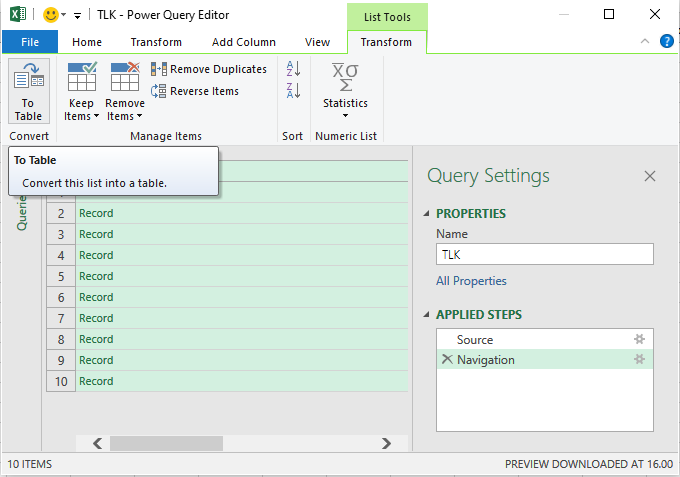 TLK - Power Query Editor
List Tools
File
Home
Transform
Add Column
View
Transform
To
Table
Keep
Items
Remove
Items
Remove Duplicates
Reverse Items
A
Z
Z
A
X̄σ
Statistics
Convert
Manage Items
Sort
Numeric List
To Table
Convert this list into a table.
Queries
2 Record
3 Record
4 Record
5 Record
6 Record
7 Record
8 Record
9 Record
10 Record
Query Settings
PROPERTIES
Name
TLK
All Properties
APPLIED STEPS
Source
Navigation
10 ITEMS
PREVIEW DOWNLOADED AT 16.00